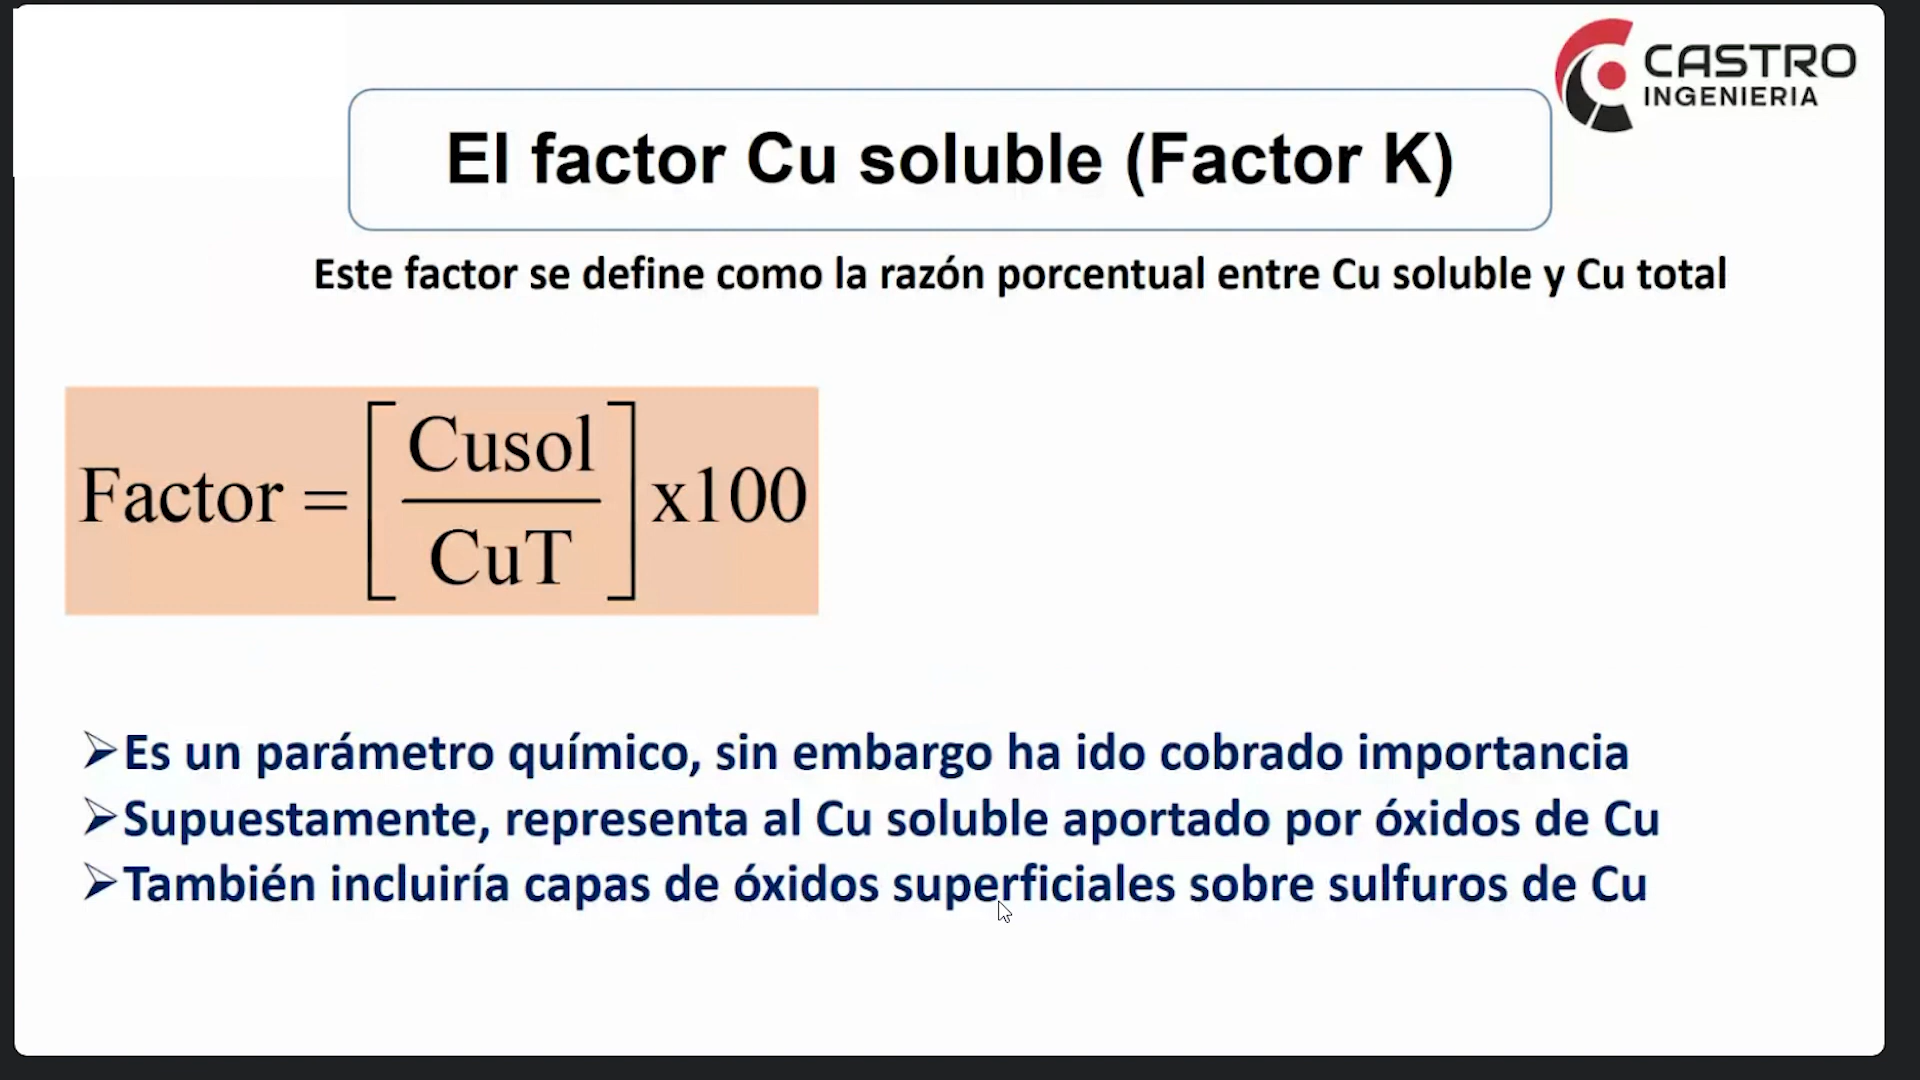 CASTRO
INGENIERIA
El factor Cu soluble (Factor K)
Este factor se define como la razón porcentual entre Cu soluble y Cu total
Factor = [Cusol / CuT] x100
➢Es un parámetro químico, sin embargo ha ido cobrado importancia
➢Supuestamente, representa al Cu soluble aportado por óxidos de Cu
➢También incluiría capas de óxidos superficiales sobre sulfuros de Cu